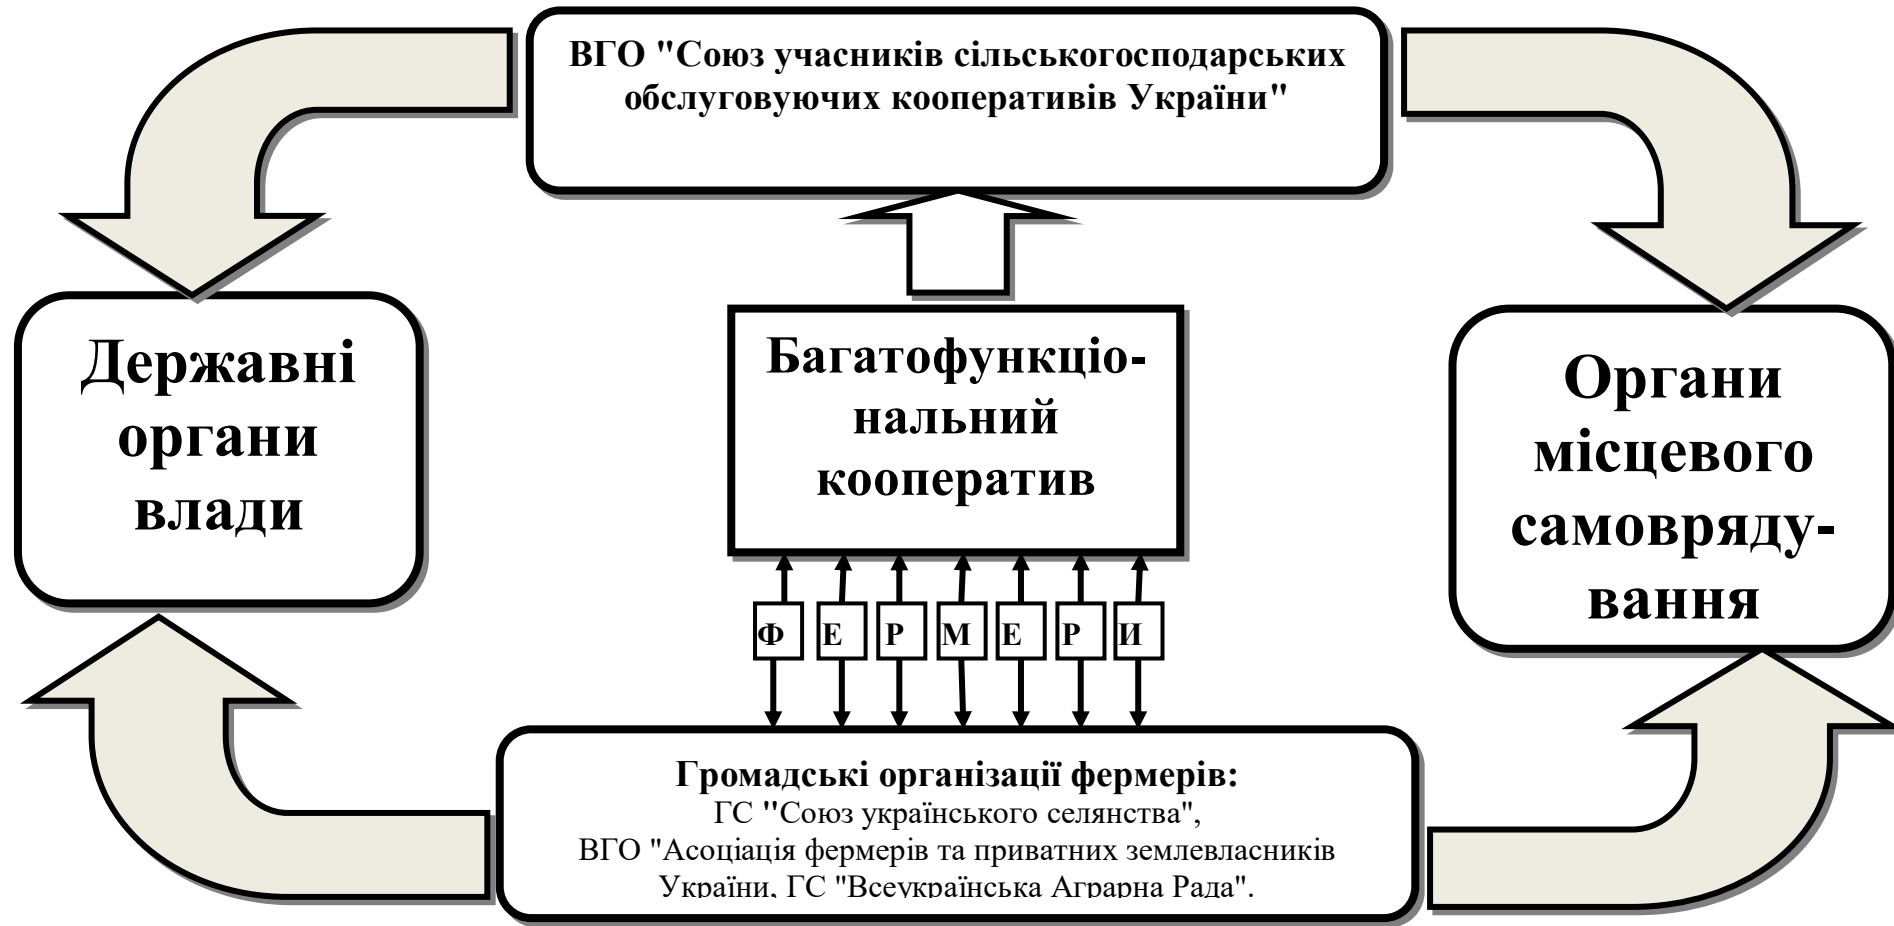 ВГО "Союз учасників сільськогосподарських
обслуговуючих кооперативів України"
Державні
органи
влади
Багатофункціо-
нальний
кооператив
Органи
місцевого
самовряду-
вання
Ф Е Р М Е Р И
Громадські організації фермерів:
ГС "Союз українського селянства",
ВГО "Асоціація фермерів та приватних землевласників
України, ГС "Всеукраїнська Аграрна Рада".